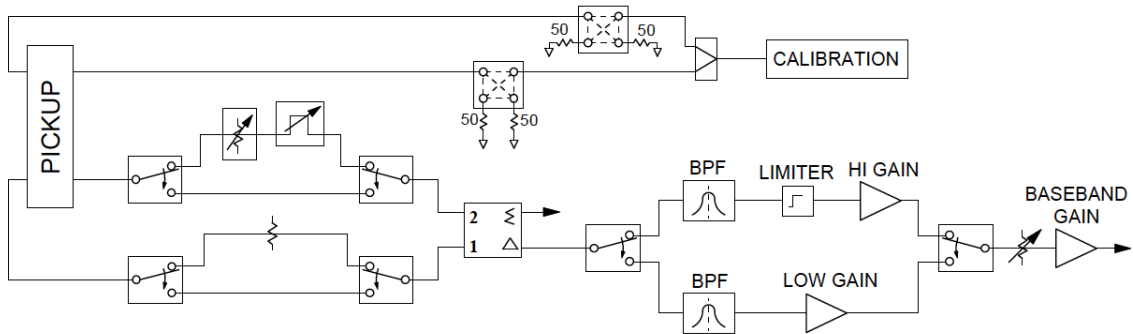 50
50
CALIBRATION
50
50
PICKUP
BPF
LIMITER
HI GAIN
BASEBAND
GAIN
2
1
BPF
LOW GAIN